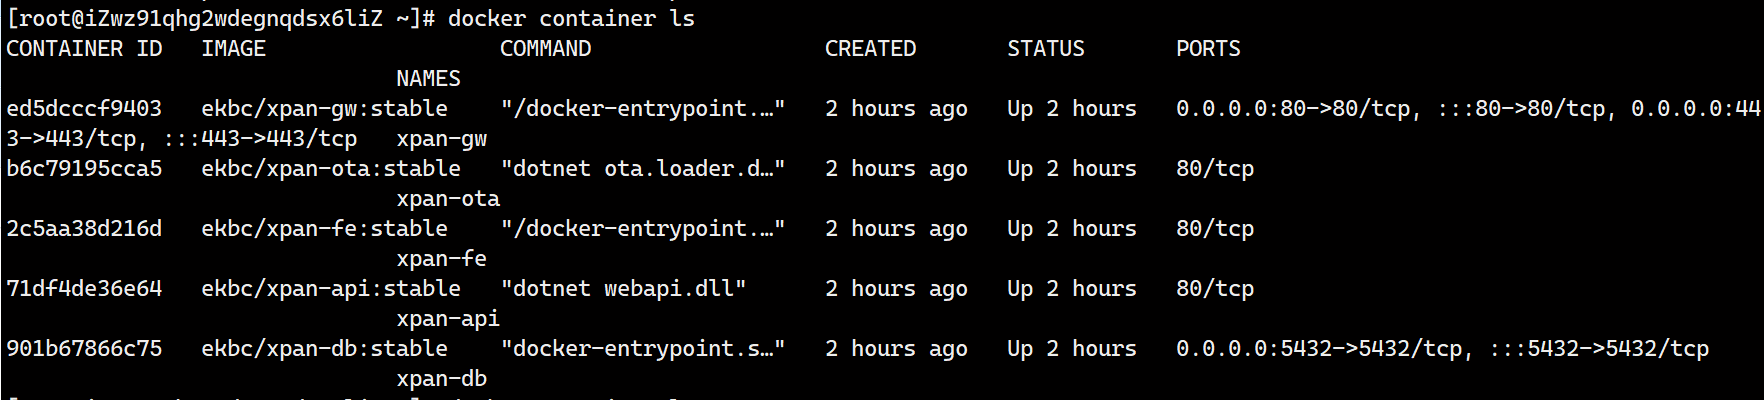 [root@iZwz91qhg2wdegnqdsx6liZ ~]# docker container ls
CONTAINER ID   IMAGE                  COMMAND                  CREATED       STATUS       PORTS
                              NAMES
ed5dcccf9403   ekbc/xpan-gw:stable    "/docker-entrypoint.…"   2 hours ago   Up 2 hours   0.0.0.0:80->80/tcp, :::80->80/tcp, 0.0.0.0:44
3->443/tcp, :::443->443/tcp   xpan-gw
b6c79195cca5   ekbc/xpan-ota:stable   "dotnet ota.loader.d…"   2 hours ago   Up 2 hours   80/tcp
                              xpan-ota
2c5aa38d216d   ekbc/xpan-fe:stable    "/docker-entrypoint.…"   2 hours ago   Up 2 hours   80/tcp
                              xpan-fe
71df4de36e64   ekbc/xpan-api:stable   "dotnet webapi.dll"      2 hours ago   Up 2 hours   80/tcp
                              xpan-api
901b67866c75   ekbc/xpan-db:stable    "docker-entrypoint.s…"   2 hours ago   Up 2 hours   0.0.0.0:5432->5432/tcp, :::5432->5432/tcp
                              xpan-db